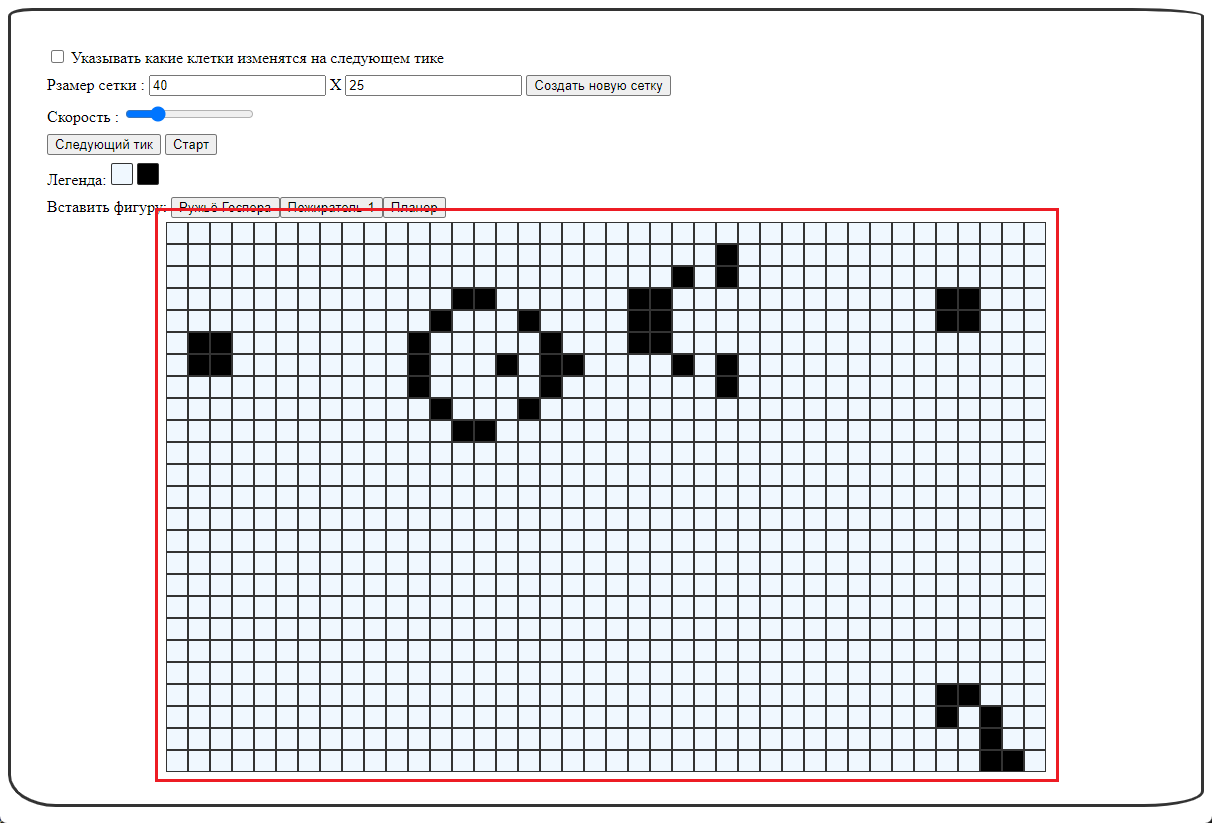 Указывать какие клетки изменятся на следующем тике
Рзамер сетки : 40 X 25 Создать новую сетку
Скорость :
Следующий тик Старт
Легенда:
Вставить фигуру: Ружьё Госпера Пожиратель 1 Планер